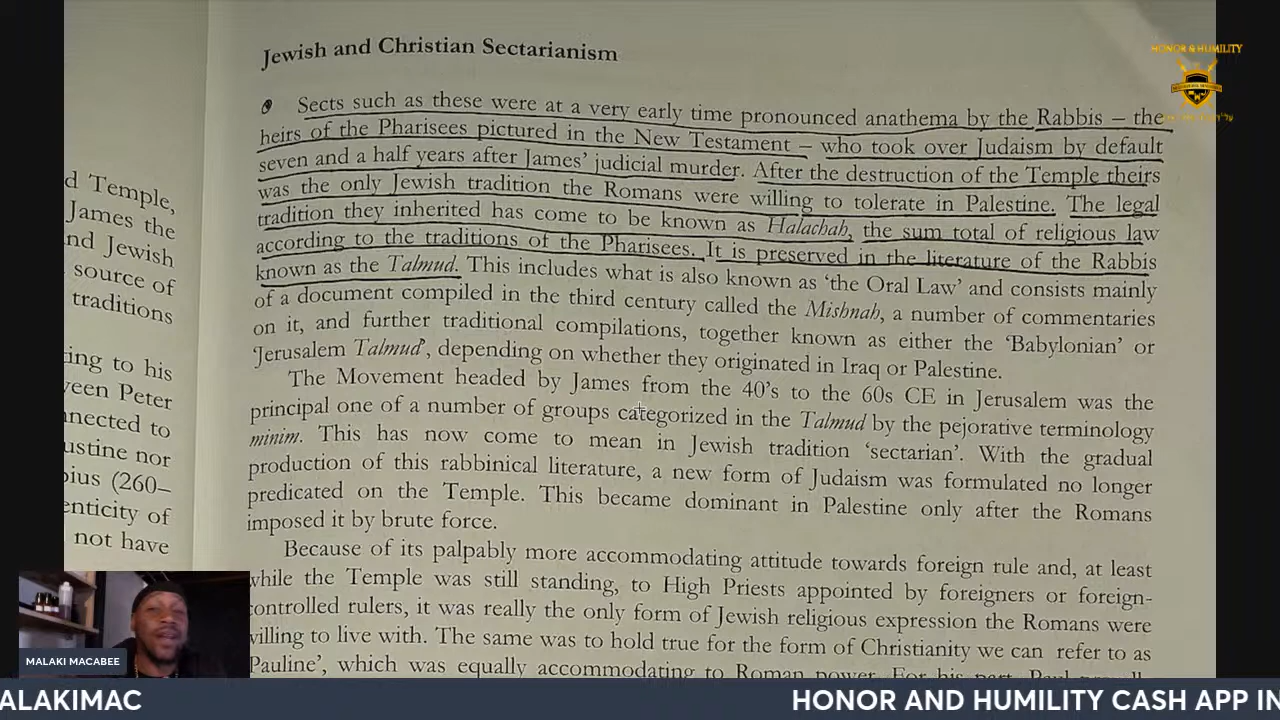 Jewish and Christian Sectarianism
Sects such as these were at a very early time pronounced anathema by the Rabbis – the
heirs of the Pharisees pictured in the New Testament – who took over Judaism by default
seven and a half years after James' judicial murder. After the destruction of the Temple theirs
was the only Jewish tradition the Romans were willing to tolerate in Palestine. The legal
tradition they inherited has come to be known as Halachah, the sum total of religious law
according to the traditions of the Pharisees. It is preserved in the literature of the Rabbis
known as the Talmud. This includes what is also known as 'the Oral Law' and consists mainly
of a document compiled in the third century called the Mishnah, a number of commentaries
on it, and further traditional compilations, together known as either the 'Babylonian' or
'Jerusalem Talmud', depending on whether they originated in Iraq or Palestine.
The Movement headed by James from the 40's to the 60s CE in Jerusalem was the
principal one of a number of groups categorized in the Talmud by the pejorative terminology
minim. This has now come to mean in Jewish tradition 'sectarian'. With the gradual
production of this rabbinical literature, a new form of Judaism was formulated no longer
predicated on the Temple. This became dominant in Palestine only after the Romans
imposed it by brute force.
Because of its palpably more accommodating attitude towards foreign rule and, at least
while the Temple was still standing, to High Priests appointed by foreigners or foreign-
controlled rulers, it was really the only form of Jewish religious expression the Romans were
willing to live with. The same was to hold true for the form of Christianity we can refer to as
Pauline', which was equally accommodating to Roman power. For his part, Paul
d Temple,
James the
nd Jewish
source of
traditions
ting to his
ween Peter
nnected to
ustine nor
bius (260–
enticity of
not have
HONOR & HUMILITY
MALAKI MACABEE
ALAKIMAC
HONOR AND HUMILITY CASH APP IN